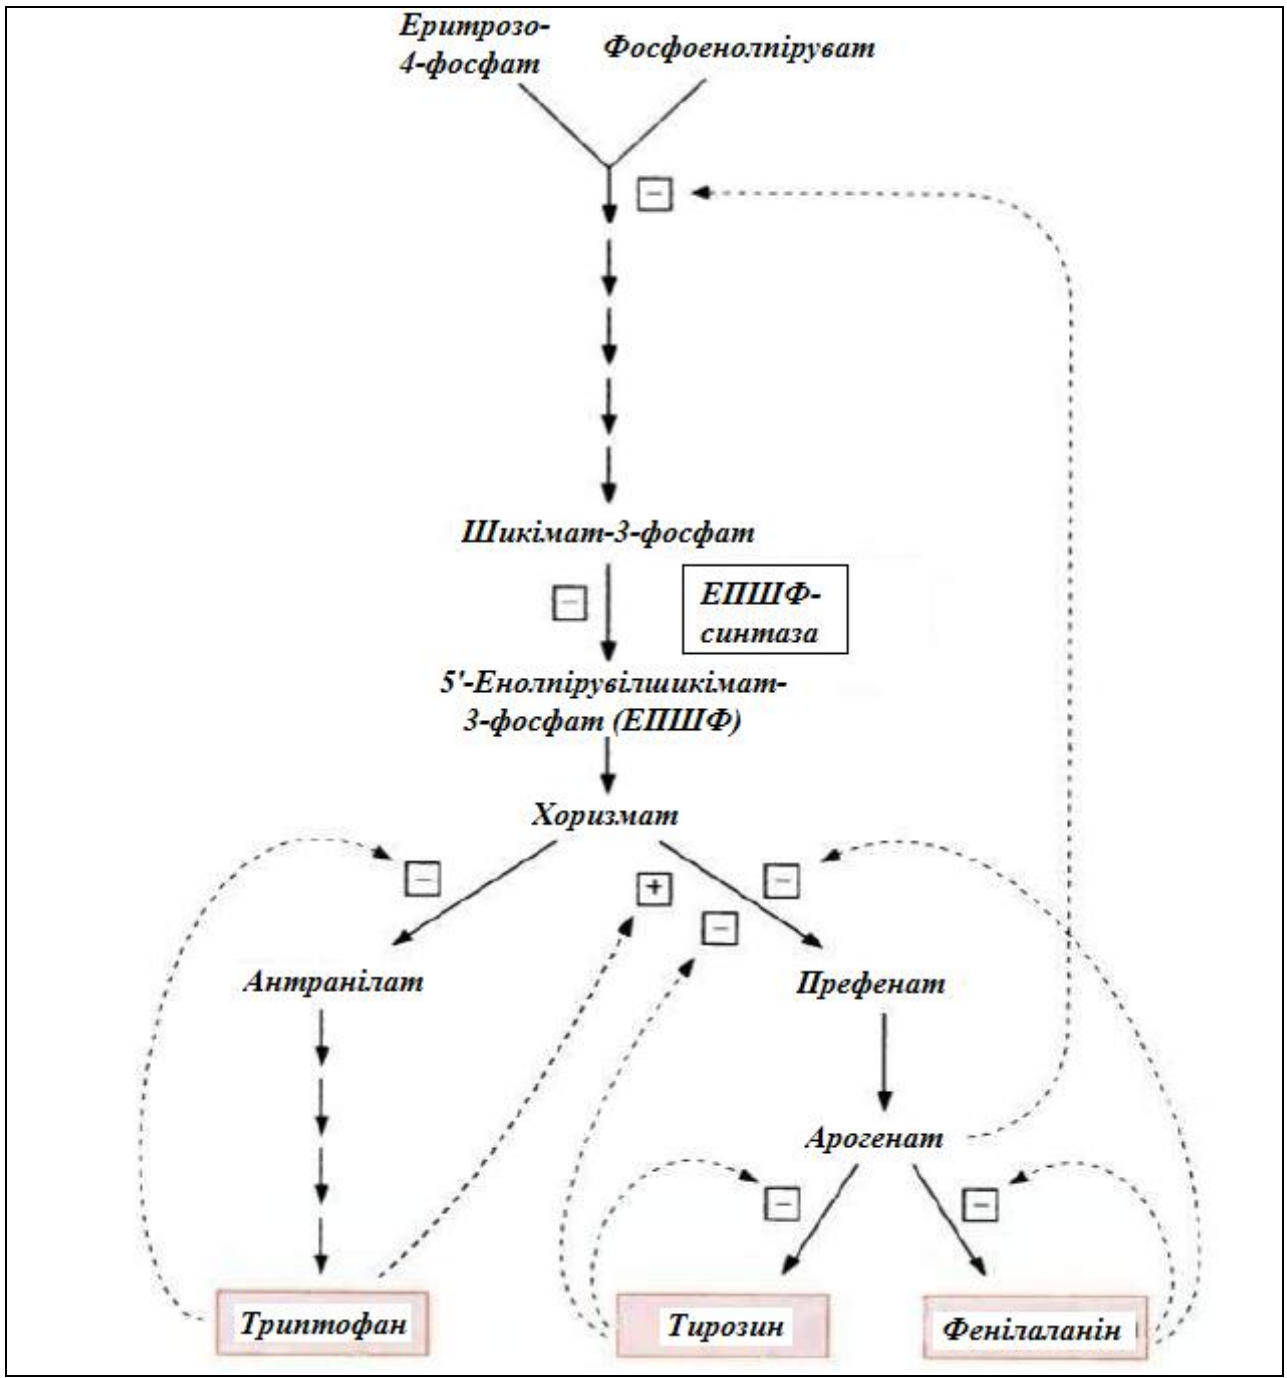 Еритрозо-
4-фосфат
Фосфоенолпіруват
−
Шикімат-3-фосфат
−
ЕПШФ-
синтаза
5'-Енолпірувілшикімат-
3-фосфат (ЕПШФ)
Хоризмат
−
+
−
−
Антранілат
Префенат
Арогенат
−
−
Триптофан
Тирозин
Фенілаланін